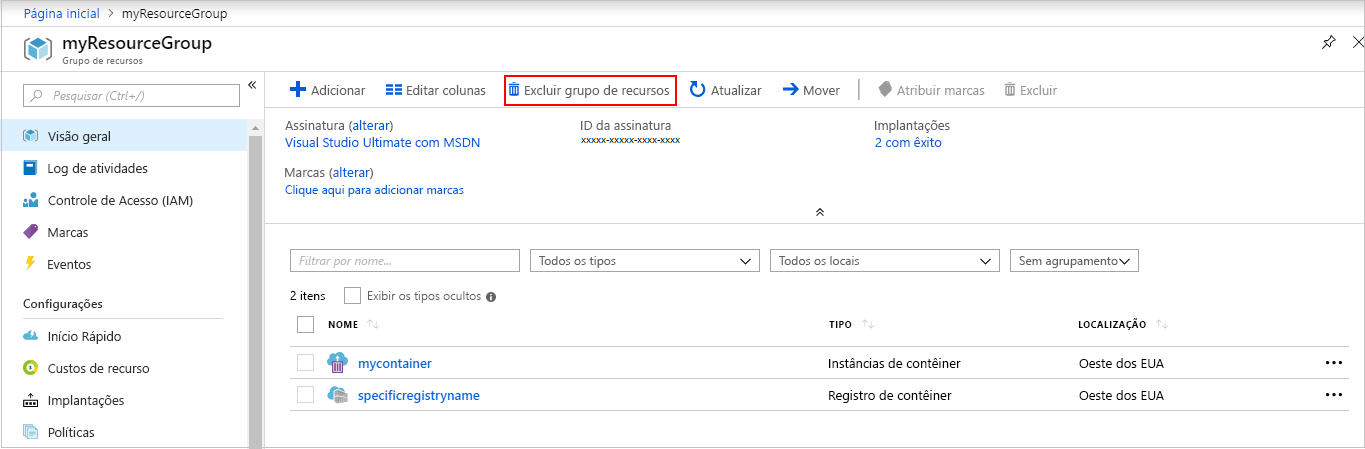 Página inicial > myResourceGroup
myResourceGroup
Grupo de recursos
Pesquisar (Ctrl+/)
Visão geral
Log de atividades
Controle de Acesso (IAM)
Marcas
Eventos
Configurações
Início Rápido
Custos de recurso
Implantações
Políticas
Adicionar Editar colunas Excluir grupo de recursos Atualizar Mover Atribuir marcas Excluir
Assinatura (alterar) ID da assinatura Implantações
Visual Studio Ultimate com MSDN xxxxx-xxxxx-xxxx-xxxx 2 com êxito
Marcas (alterar)
Clique aqui para adicionar marcas
Filtrar por nome... Todos os tipos Todos os locais Sem agrupamento
2 itens Exibir os tipos ocultos
NOME TIPO LOCALIZAÇÃO
mycontainer Instâncias de contêiner Oeste dos EUA
specificregistryname Registro de contêiner Oeste dos EUA